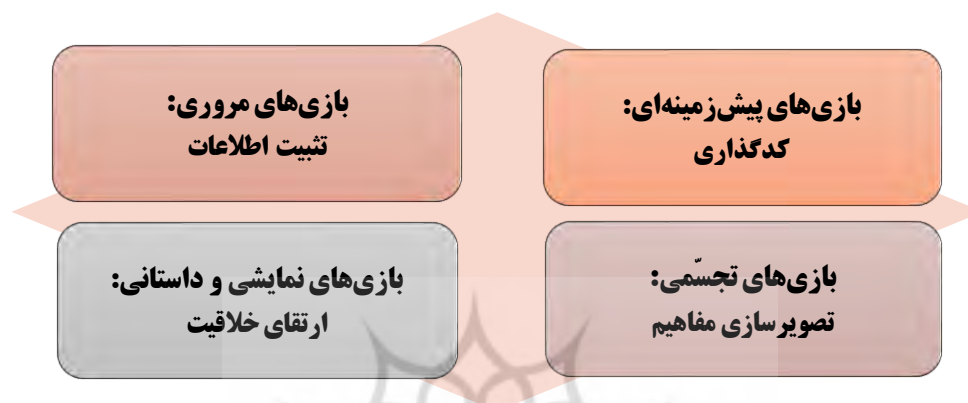 بازی‌های پیش‌زمینه‌ای:
کدگذاری
بازی‌های مروری:
تثبیت اطلاعات
بازی‌های تجسّمی:
تصویرسازی مفاهیم
بازی‌های نمایشی و داستانی:
ارتقای خلاقیت